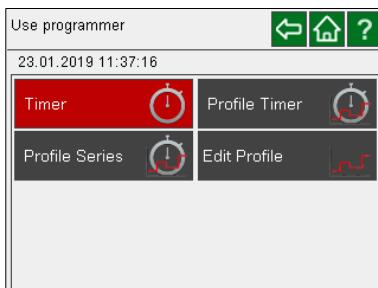 Use programmer
?
23.01.2019 11:37:16
Timer
Profile Timer
Profile Series
Edit Profile